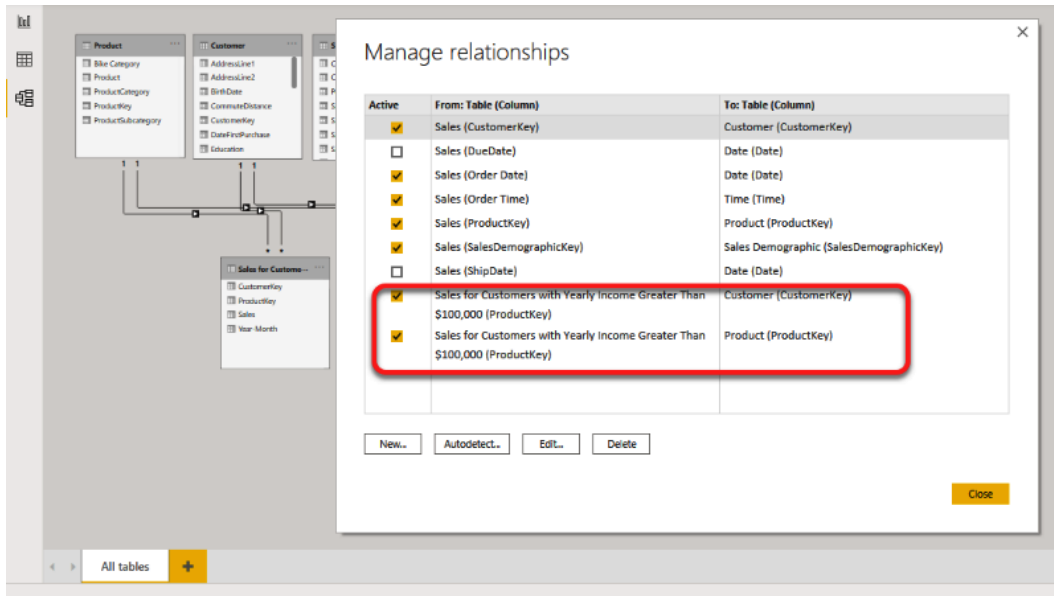 Product
Bike Category
Product
ProductCategory
ProductKey
ProductSubcategory
1 1
Customer
AddressLine1
AddressLine2
BirthDate
CommuteDistance
CustomerKey
DateFirstPurchase
Education
1 1
Sales for Custome...
CustomerKey
ProductKey
Sales
Year-Month
Manage relationships
Active From: Table (Column) To: Table (Column)
Sales (CustomerKey) Customer (CustomerKey)
Sales (DueDate) Date (Date)
Sales (Order Date) Date (Date)
Sales (Order Time) Time (Time)
Sales (ProductKey) Product (ProductKey)
Sales (SalesDemographicKey) Sales Demographic (SalesDemographicKey)
Sales (ShipDate) Date (Date)
Sales for Customers with Yearly Income Greater Than Customer (CustomerKey)
$100,000 (ProductKey)
Sales for Customers with Yearly Income Greater Than Product (ProductKey)
$100,000 (ProductKey)
New... Autodetect... Edit... Delete
Close
All tables +